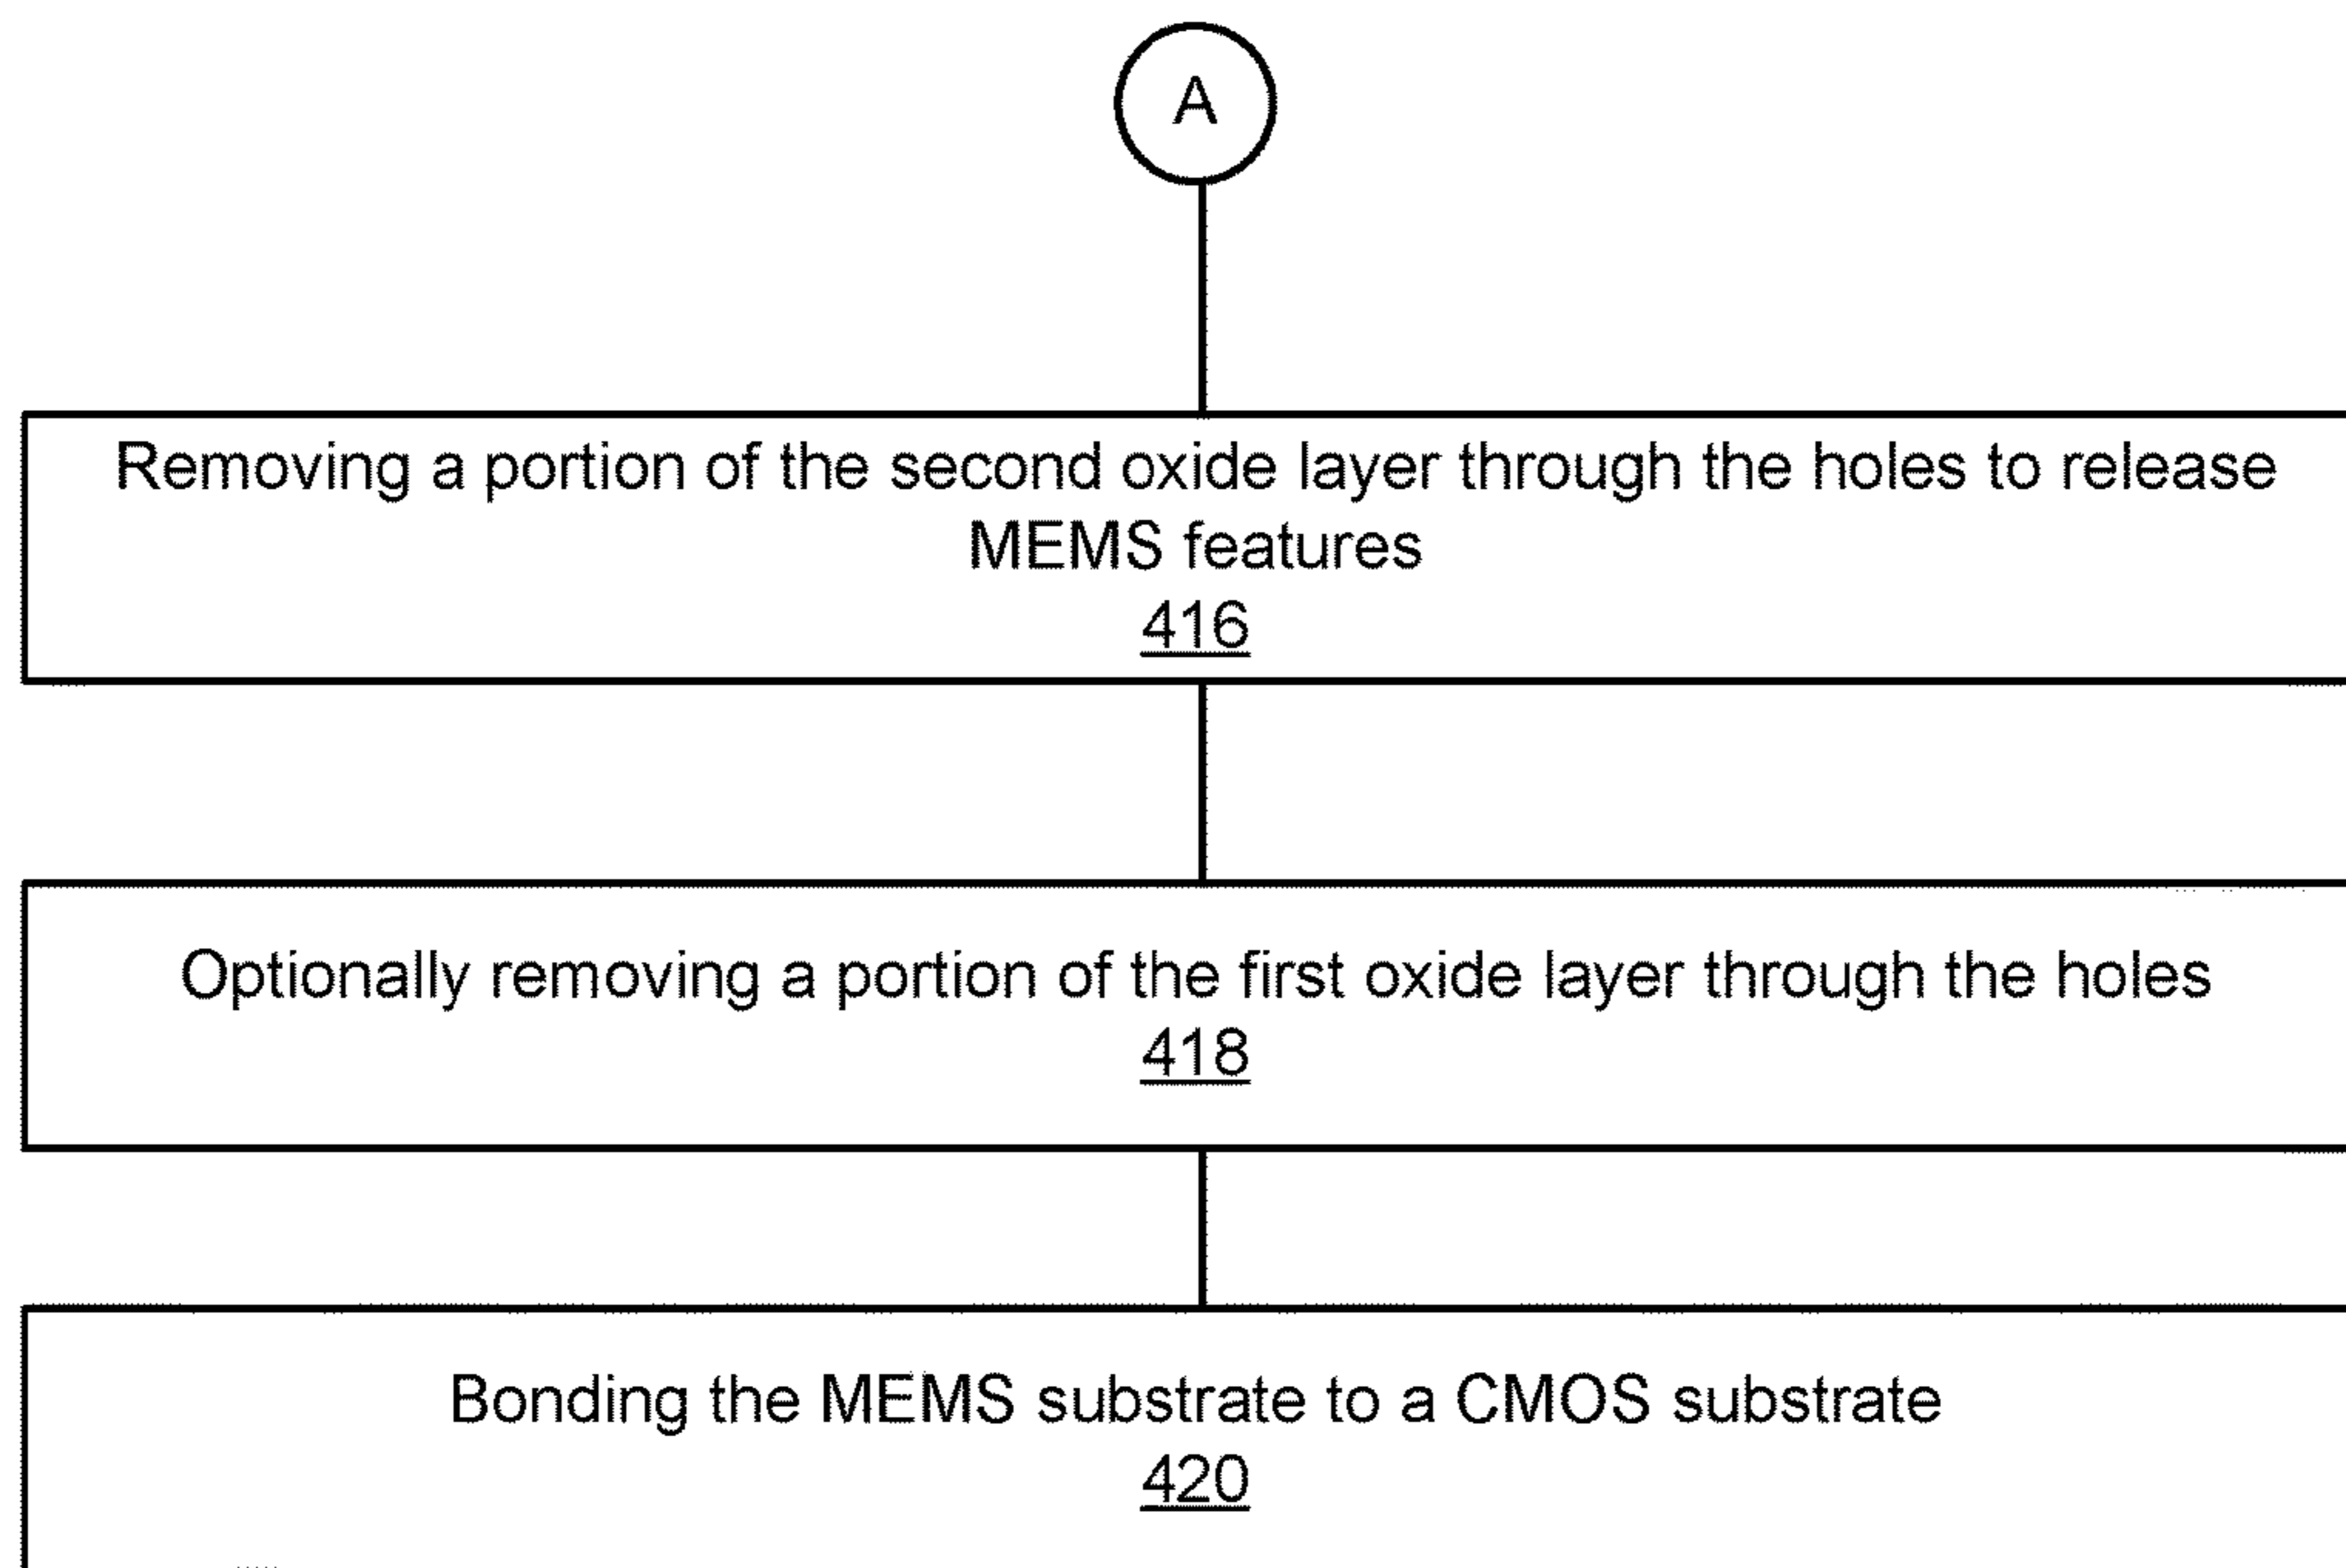 A
Removing a portion of the second oxide layer through the holes to release
MEMS features
416
Optionally removing a portion of the first oxide layer through the holes
418
Bonding the MEMS substrate to a CMOS substrate
420